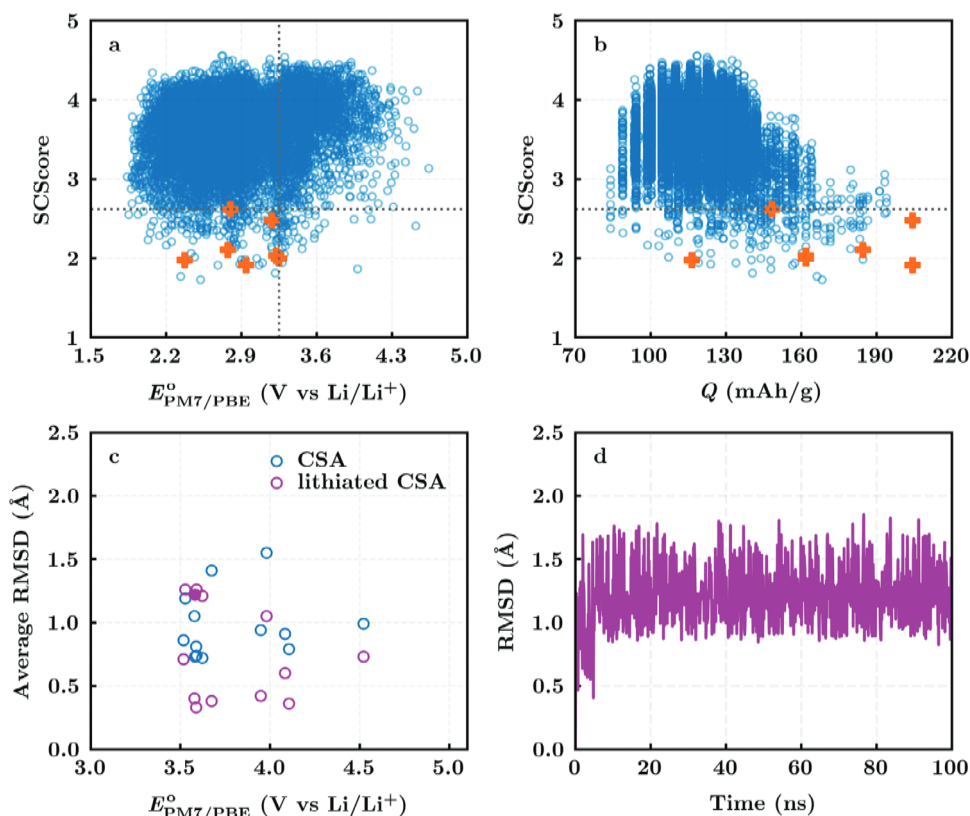 5
4
3
2
1
SCScore
a
1.5 2.2 2.9 3.6 4.3 5.0
E°PM7/PBE (V vs Li/Li⁺)
5
4
3
2
1
SCScore
b
70 100 130 160 190 220
Q (mAh/g)
2.5
2.0
1.5
1.0
0.5
0.0
Average RMSD (Å)
c
CSA
lithiated CSA
3.0 3.5 4.0 4.5 5.0
E°PM7/PBE (V vs Li/Li⁺)
2.5
2.0
1.5
1.0
0.5
0.0
RMSD (Å)
d
0 20 40 60 80 100
Time (ns)